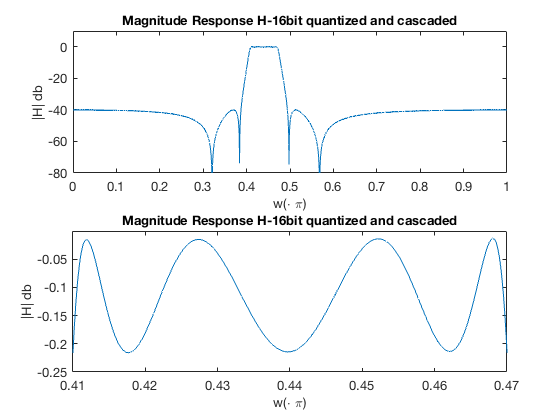 Magnitude Response H-16bit quantized and cascaded
0
-20
-40
-60
-80
|H| db
0 0.1 0.2 0.3 0.4 0.5 0.6 0.7 0.8 0.9 1
w(· π)
Magnitude Response H-16bit quantized and cascaded
-0.05
-0.1
-0.15
-0.2
-0.25
|H| db
0.41 0.42 0.43 0.44 0.45 0.46 0.47
w(· π)